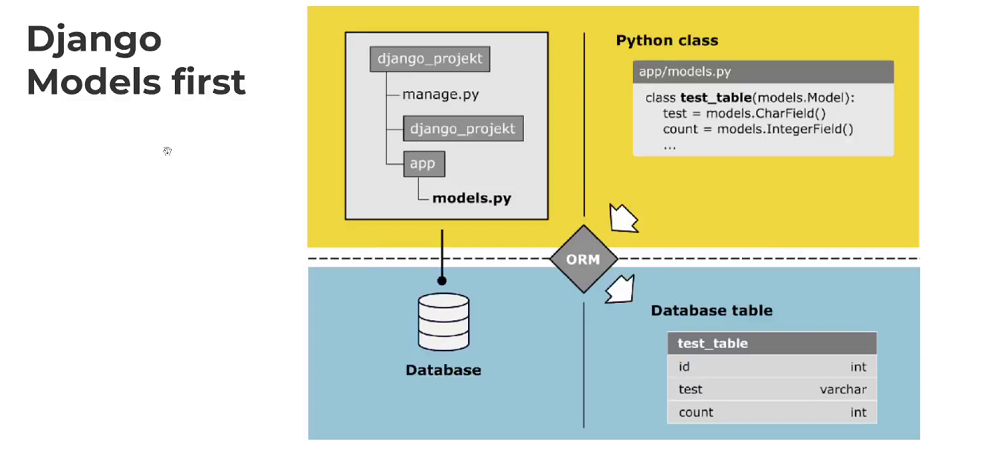 Django
Models first
django_projekt
manage.py
django_projekt
app
models.py
Python class
app/models.py
class test_table(models.Model):
test = models.CharField()
count = models.IntegerField()
...
ORM
Database
Database table
test_table
id int
test varchar
count int